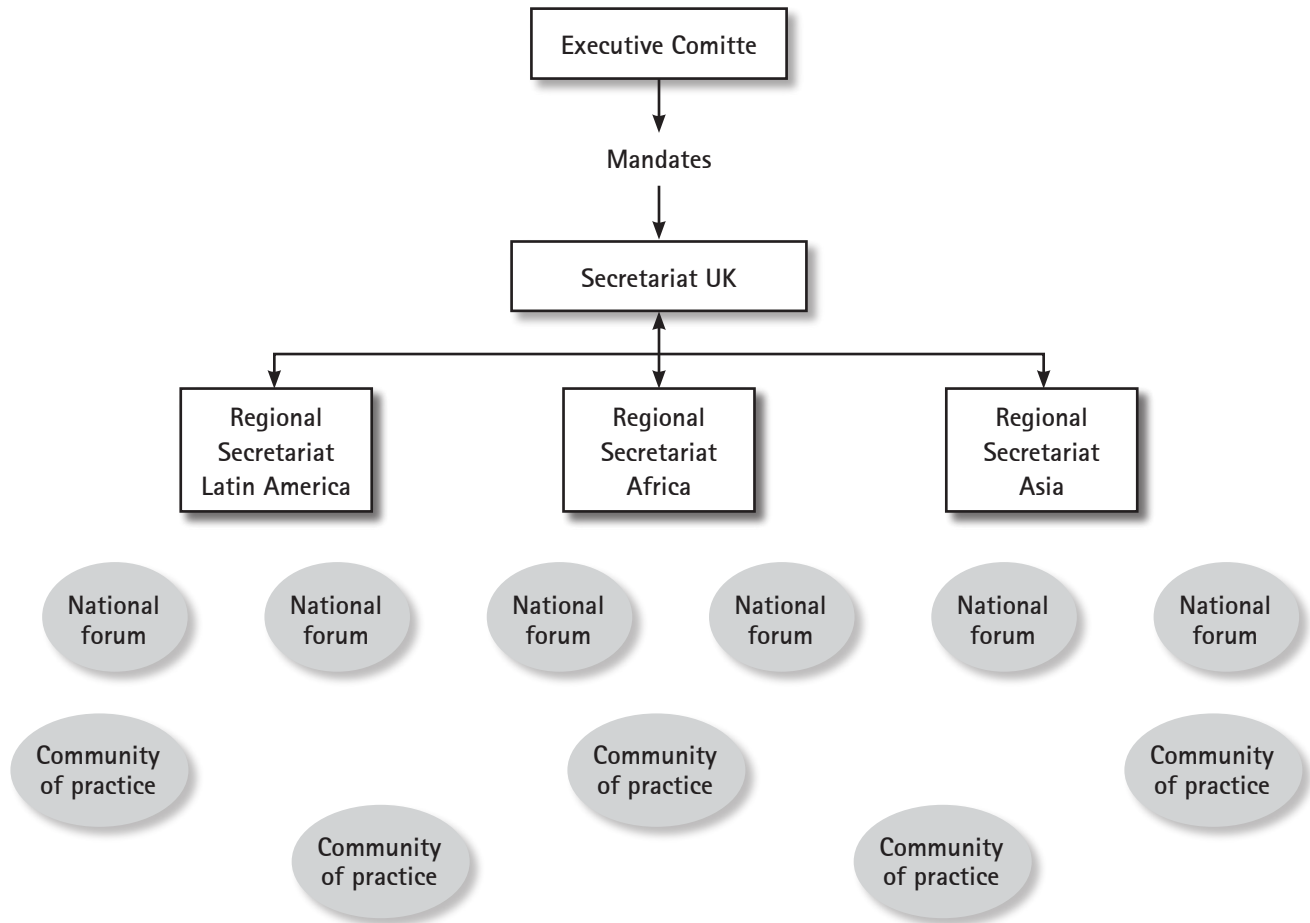 Executive Comitte
Mandates
Secretariat UK
Regional
Secretariat
Latin America
Regional
Secretariat
Africa
Regional
Secretariat
Asia
National
forum
National
forum
National
forum
National
forum
National
forum
National
forum
Community
of practice
Community
of practice
Community
of practice
Community
of practice
Community
of practice